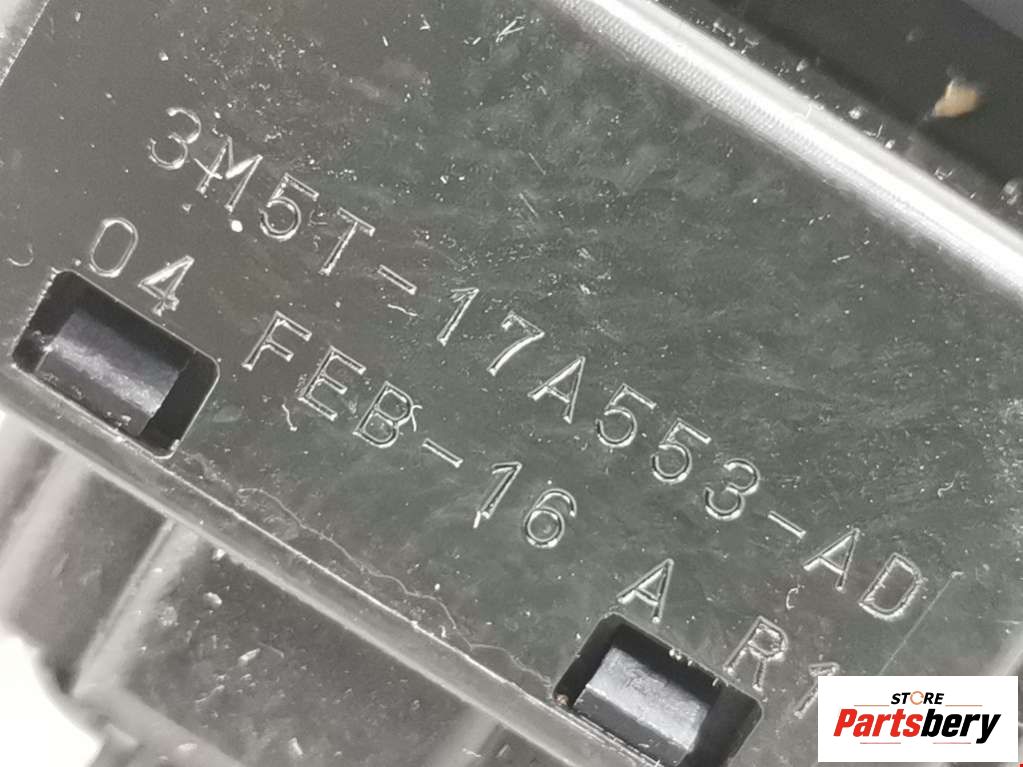 3M5T-17A553-AD
04 FEB-16 A R1
STORE
Partsbery